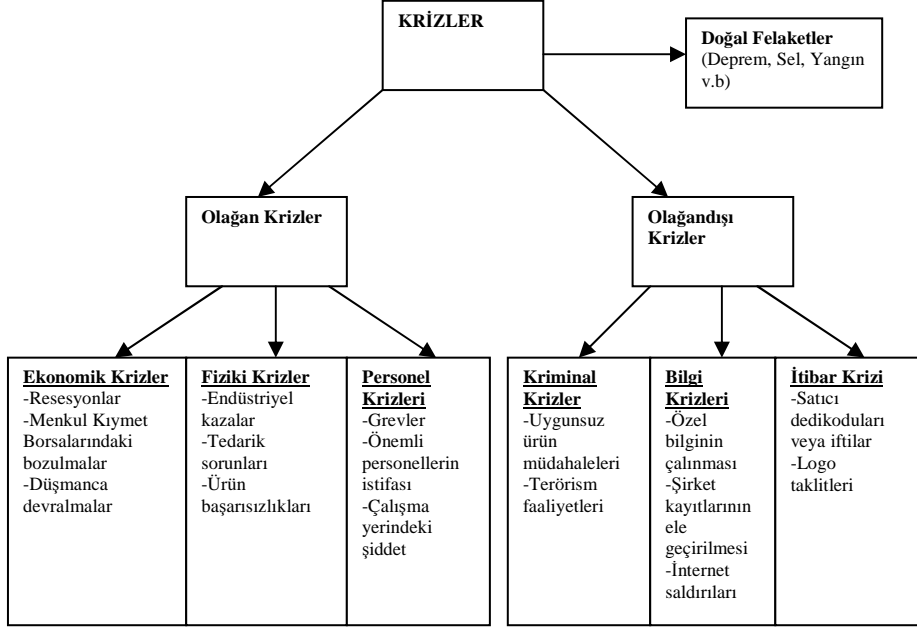 KRİZLER
Doğal Felaketler
(Deprem, Sel, Yangın
v.b)
Olağan Krizler
Olağandışı
Krizler
Ekonomik Krizler
-Resesyonlar
-Menkul Kıymet
Borsalarındaki
bozulmalar
-Düşmanca
devralmalar
Fiziki Krizler
-Endüstriyel
kazalar
-Tedarik
sorunları
-Ürün
başarısızlıkları
Personel
Krizleri
-Grevler
-Önemli
personellerin
istifası
-Çalışma
yerindeki
şiddet
Kriminal
Krizler
-Uygunsuz
ürün
müdahaleleri
-Terörism
faaliyetleri
Bilgi
Krizleri
-Özel
bilginin
çalınması
-Şirket
kayıtlarının
ele
geçirilmesi
-İnternet
saldırıları
İtibar Krizi
-Satıcı
dedikoduları
veya iftilar
-Logo
taklitleri